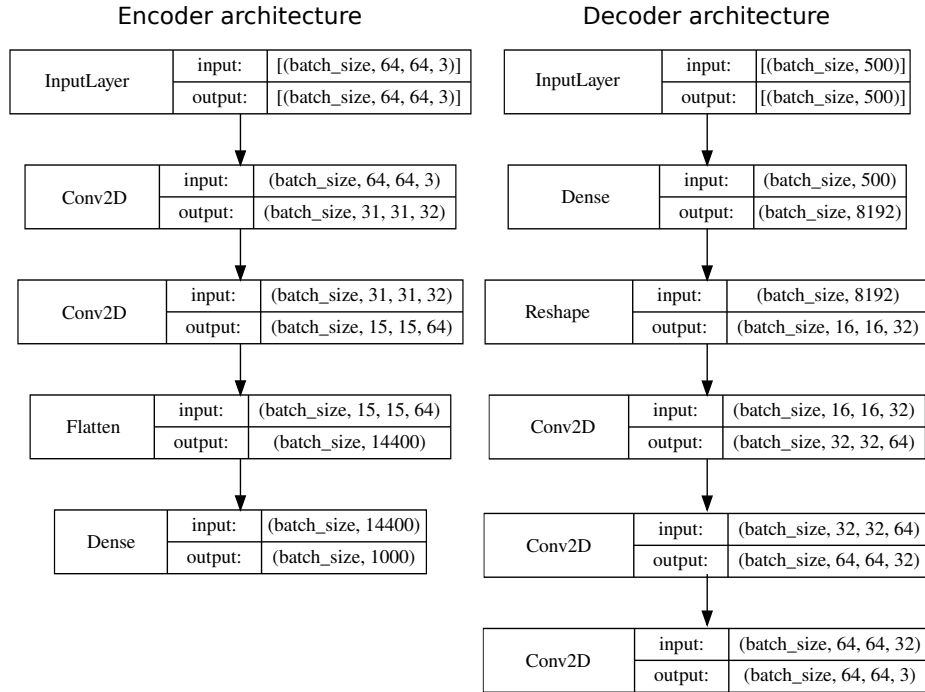 Encoder architecture
InputLayer
input:
[(batch_size, 64, 64, 3)]
output:
[(batch_size, 64, 64, 3)]
Conv2D
input:
(batch_size, 64, 64, 3)
output:
(batch_size, 31, 31, 32)
Conv2D
input:
(batch_size, 31, 31, 32)
output:
(batch_size, 15, 15, 64)
Flatten
input:
(batch_size, 15, 15, 64)
output:
(batch_size, 14400)
Dense
input:
(batch_size, 14400)
output:
(batch_size, 1000)
Decoder architecture
InputLayer
input:
[(batch_size, 500)]
output:
[(batch_size, 500)]
Dense
input:
(batch_size, 500)
output:
(batch_size, 8192)
Reshape
input:
(batch_size, 8192)
output:
(batch_size, 16, 16, 32)
Conv2D
input:
(batch_size, 16, 16, 32)
output:
(batch_size, 32, 32, 64)
Conv2D
input:
(batch_size, 32, 32, 64)
output:
(batch_size, 64, 64, 32)
Conv2D
input:
(batch_size, 64, 64, 32)
output:
(batch_size, 64, 64, 3)